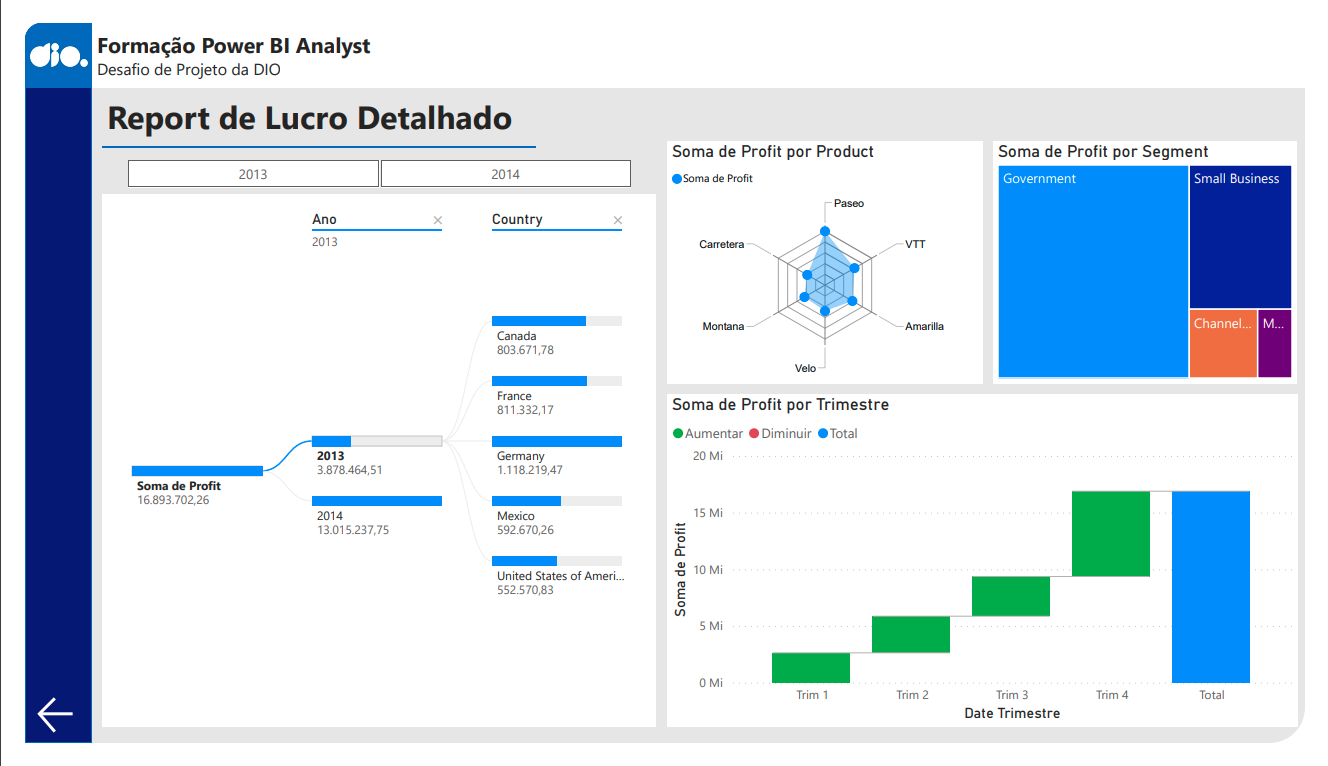 dio.
Formação Power BI Analyst
Desafio de Projeto da DIO
Report de Lucro Detalhado
2013
2014
Ano
2013
Country
Soma de Profit
16.893.702,26
2013
3.878.464,51
2014
13.015.237,75
Canada
803.671,78
France
811.332,17
Germany
1.118.219,47
Mexico
592.670,26
United States of Ameri...
552.570,83
Soma de Profit por Product
Soma de Profit
Paseo
VTT
Amarilla
Velo
Montana
Carretera
Soma de Profit por Segment
Government
Small Business
Channel...
M...
Soma de Profit por Trimestre
Aumentar Diminuir Total
Soma de Profit
20 Mi
15 Mi
10 Mi
5 Mi
0 Mi
Trim 1 Trim 2 Trim 3 Trim 4 Total
Date Trimestre